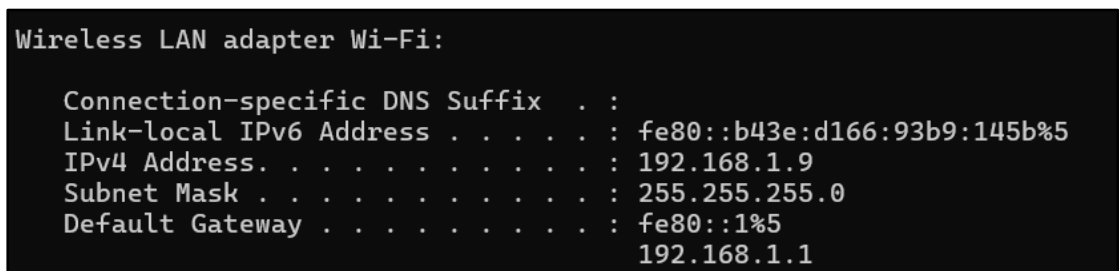 Wireless LAN adapter Wi-Fi:
Connection-specific DNS Suffix  . :
Link-local IPv6 Address . . . . . : fe80::b43e:d166:93b9:145b%5
IPv4 Address. . . . . . . . . . . : 192.168.1.9
Subnet Mask . . . . . . . . . . . : 255.255.255.0
Default Gateway . . . . . . . . . : fe80::1%5
192.168.1.1